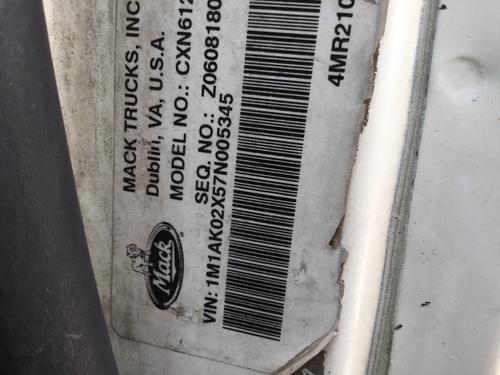 MACK TRUCKS, INC
Dublin, VA, U.S.A.
MODEL NO.: CXN612
SEQ. NO.: Z0608180
Mack
VIN: 1M1AK02X57N005345
4MR210